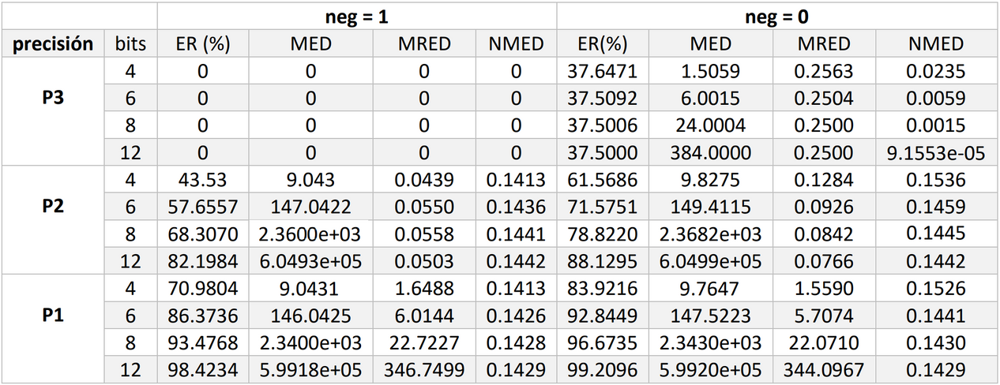 neg = 1 neg = 0
precisión bits ER (%) MED MRED NMED ER(%) MED MRED NMED
4 0 0 0 0 37.6471 1.5059 0.2563 0.0235
P3 6 0 0 0 0 37.5092 6.0015 0.2504 0.0059
8 0 0 0 0 37.5006 24.0004 0.2500 0.0015
12 0 0 0 0 37.5000 384.0000 0.2500 9.1553e-05
4 43.53 9.043 0.0439 0.1413 61.5686 9.8275 0.1284 0.1536
P2 6 57.6557 147.0422 0.0550 0.1436 71.5751 149.4115 0.0926 0.1459
8 68.3070 2.3600e+03 0.0558 0.1441 78.8220 2.3682e+03 0.0842 0.1445
12 82.1984 6.0493e+05 0.0503 0.1442 88.1295 6.0499e+05 0.0766 0.1442
4 70.9804 9.0431 1.6488 0.1413 83.9216 9.7647 1.5590 0.1526
P1 6 86.3736 146.0425 6.0144 0.1426 92.8449 147.5223 5.7074 0.1441
8 93.4768 2.3400e+03 22.7227 0.1428 96.6735 2.3430e+03 22.0710 0.1430
12 98.4234 5.9918e+05 346.7499 0.1429 99.2096 5.9920e+05 344.0967 0.1429